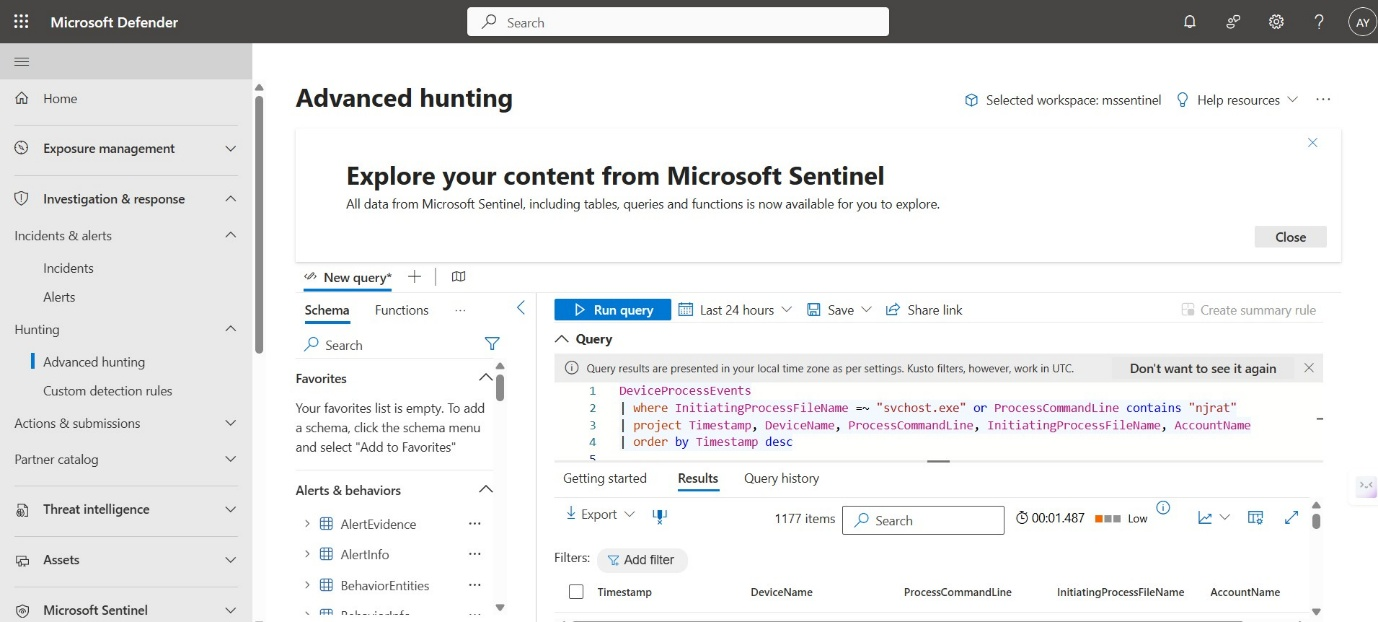 Microsoft Defender
Search
AY
Home
Exposure management
Investigation & response
Incidents & alerts
Incidents
Alerts
Hunting
Advanced hunting
Custom detection rules
Actions & submissions
Partner catalog
Threat intelligence
Assets
Microsoft Sentinel
Advanced hunting
Selected workspace: mssentinel
Help resources
Explore your content from Microsoft Sentinel
All data from Microsoft Sentinel, including tables, queries and functions is now available for you to explore.
Close
New query*
Schema
Functions
Search
Favorites
Your favorites list is empty. To add
a schema, click the schema menu
and select "Add to Favorites"
Alerts & behaviors
AlertEvidence
AlertInfo
BehaviorEntities
BehaviorInfo
Run query
Last 24 hours
Save
Share link
Create summary rule
Query
Query results are presented in your local time zone as per settings. Kusto filters, however, work in UTC.
Don't want to see it again
1 DeviceProcessEvents
2 | where InitiatingProcessFileName =~ "svchost.exe" or ProcessCommandLine contains "njrat"
3 | project Timestamp, DeviceName, ProcessCommandLine, InitiatingProcessFileName, AccountName
4 | order by Timestamp desc
5
Getting started
Results
Query history
Export
1177 items
Search
00:01.487
Low
Filters:
Add filter
Timestamp
DeviceName
ProcessCommandLine
InitiatingProcessFileName
AccountName